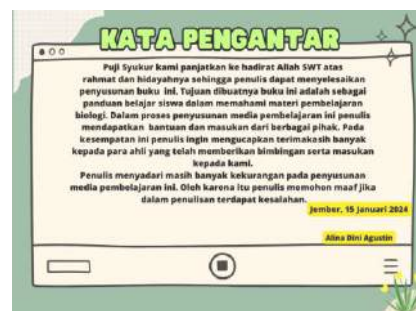 KATA PENGANTAR
Puji Syukur kami panjatkan ke hadirat Allah SWT atas
rahmat dan hidayahnya sehingga penulis dapat menyelesaikan
penyusunan buku ini. Tujuan dibuatnya buku ini adalah sebagai
panduan belajar siswa dalam memahami materi pembelajaran
biologi. Dalam proses penyusunan media pembelajaran ini penulis
mendapatkan bantuan dan masukan dari berbagai pihak, Pada
kesempatan ini penulis ingin mengucapkan terimakasih banyak
kepada para ahli yang telah memberikan bimbingan serta masukan
kepada kami.
Penulis menyadari masih banyak kekurangan pada penyusunan
media pembelajaran ini. Oleh karena itu penulis memohon maaf jika
dalam penulisan terdapat kesalahan.
Jember, 15 Januari 2024
Alina Dini Agustin